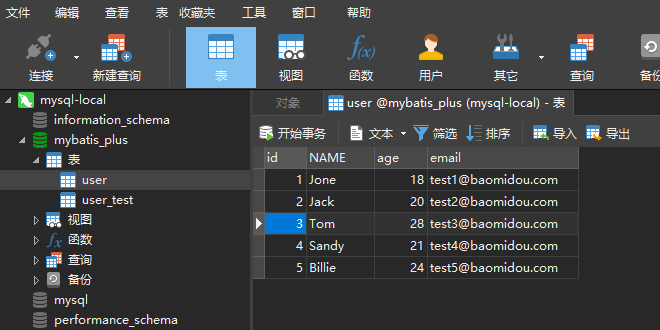 文件 编辑 查看 表 收藏夹 工具 窗口 帮助
连接 新建查询 表 视图 f(x) 函数 用户 其它 查询 备份
mysql-local
information_schema
mybatis_plus
表
user
user_test
视图
fx 函数
查询
备份
mysql
performance_schema
对象 user @mybatis_plus (mysql-local) - 表
开始事务 文本 筛选 排序 导入 导出
id NAME age email
1 Jone 18 test1@baomidou.com
2 Jack 20 test2@baomidou.com
3 Tom 28 test3@baomidou.com
4 Sandy 21 test4@baomidou.com
5 Billie 24 test5@baomidou.com